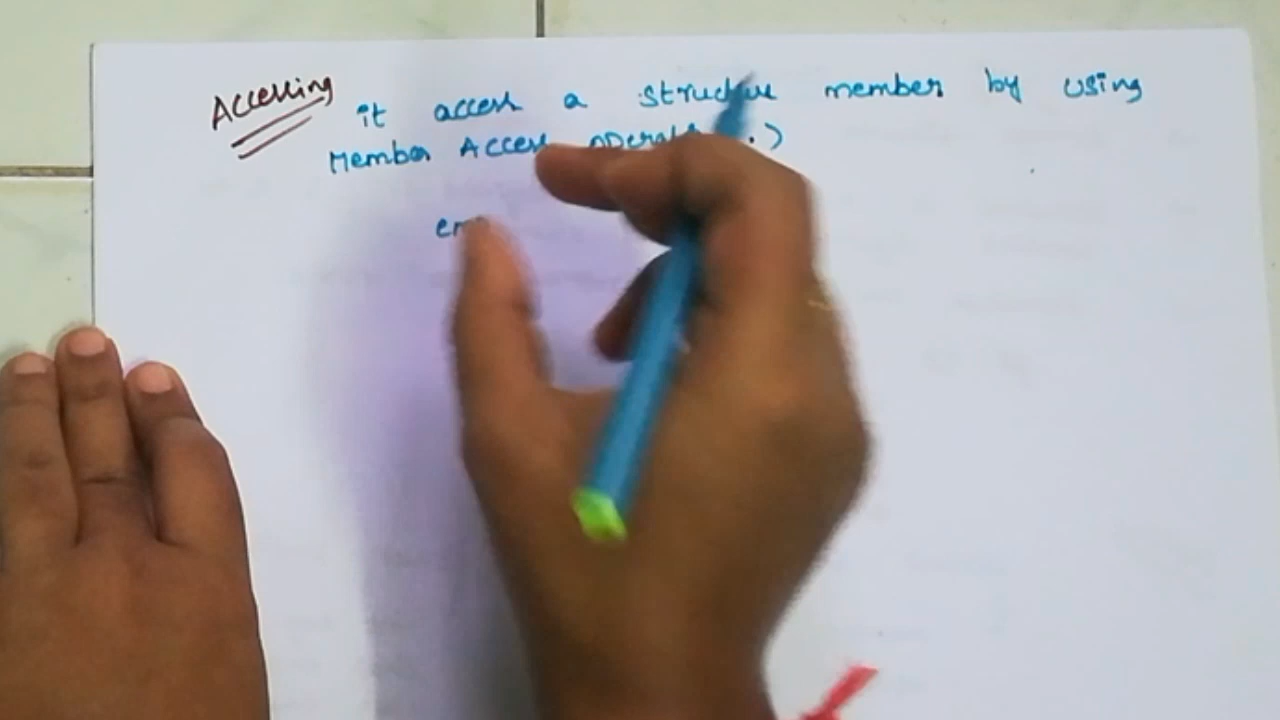 Accessing it access a structure member by using
Member Access .)